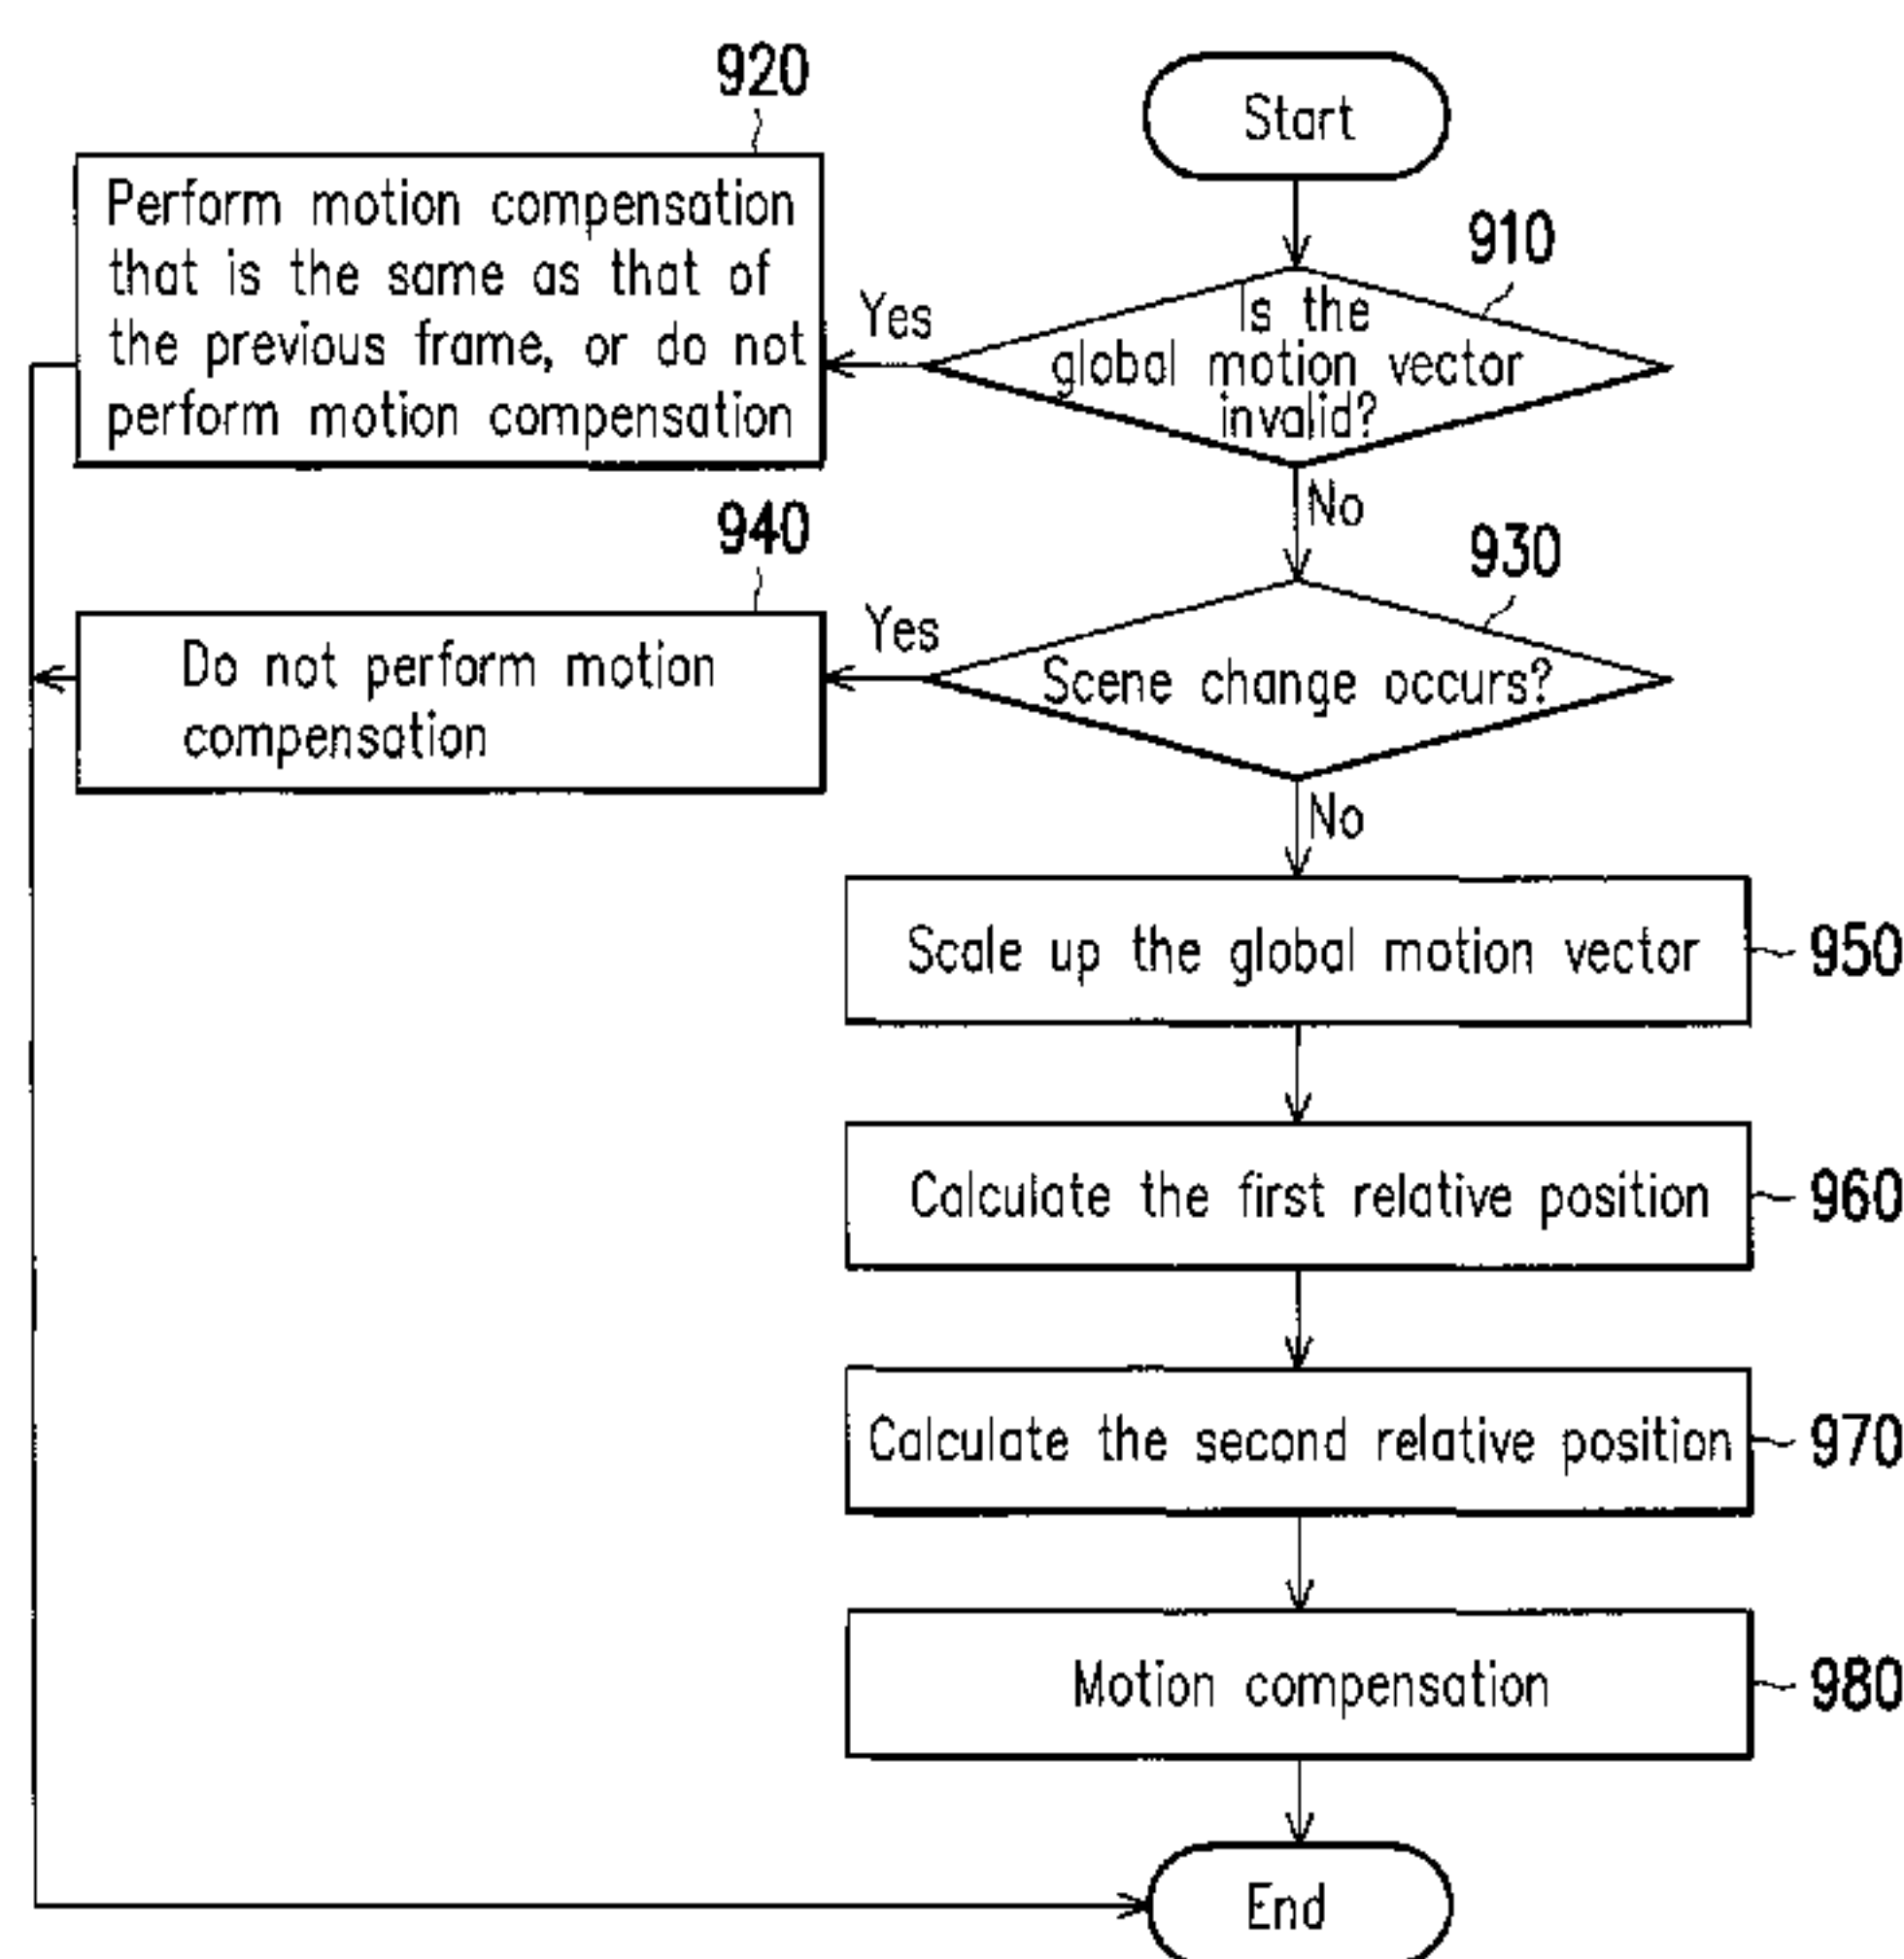 Start
910
Is the
global motion vector
invalid?
Yes
920
Perform motion compensation
that is the same as that of
the previous frame, or do not
perform motion compensation
No
930
Scene change occurs?
Yes
940
Do not perform motion
compensation
No
Scale up the global motion vector
950
Calculate the first relative position
960
Calculate the second relative position
970
Motion compensation
980
End